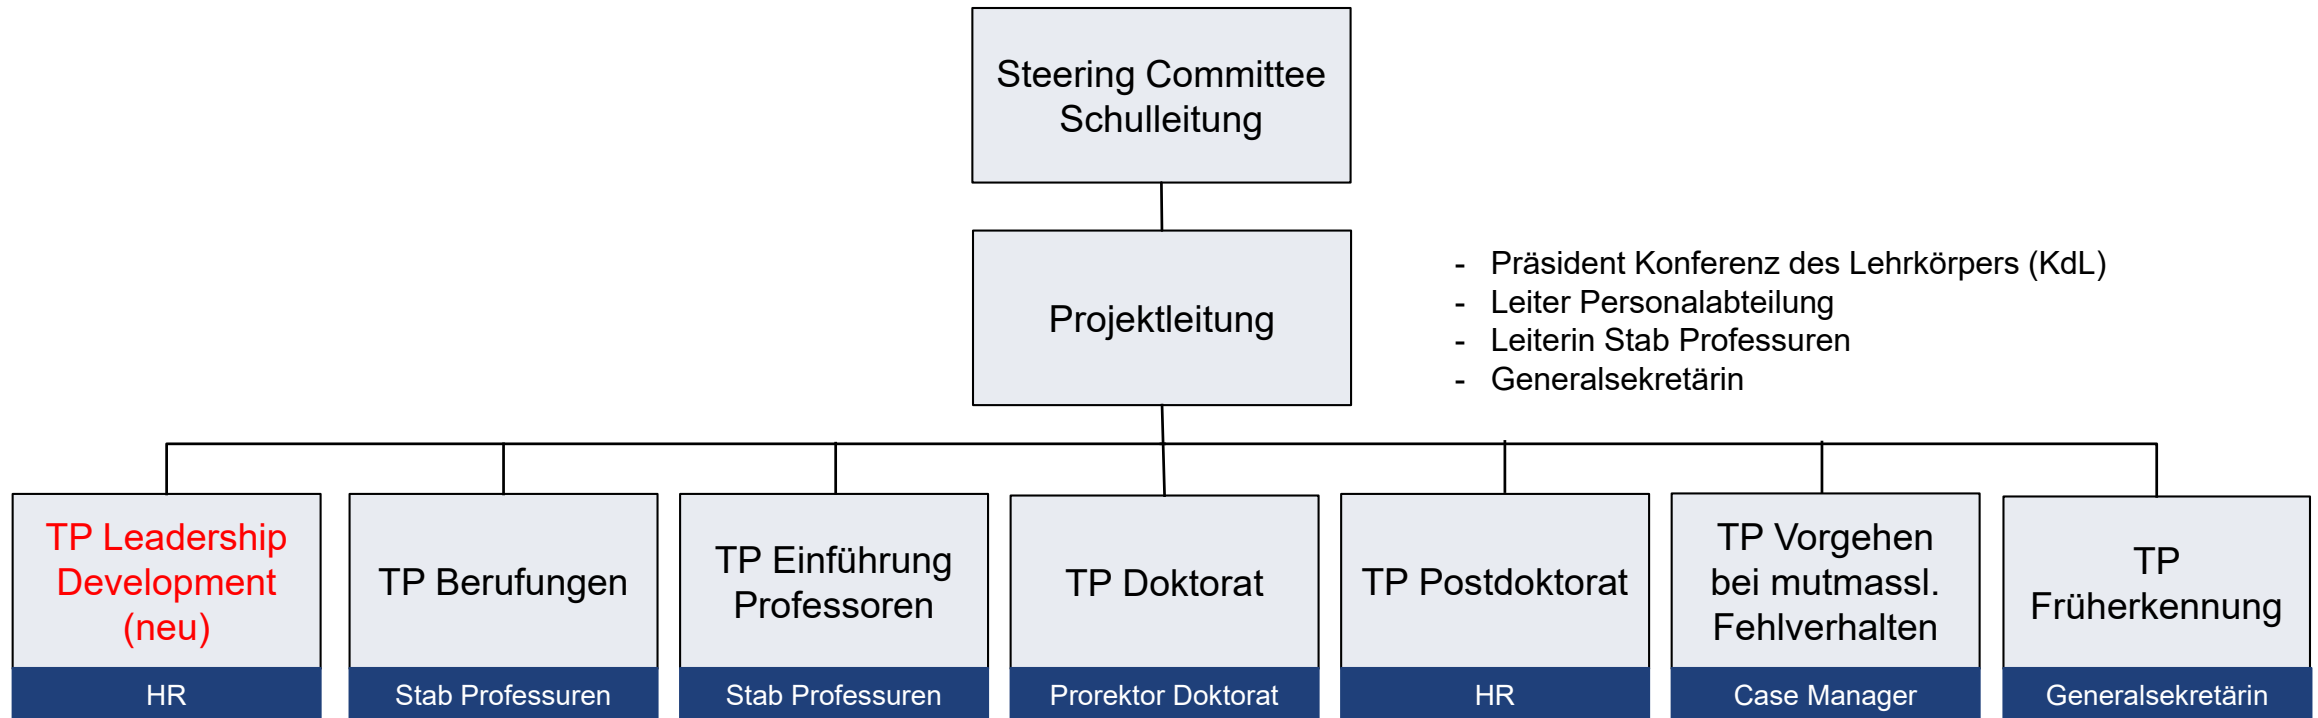 Steering Committee
Schulleitung
Projektleitung
- Präsident Konferenz des Lehrkörpers (KdL)
- Leiter Personalabteilung
- Leiterin Stab Professuren
- Generalsekretärin
TP Leadership
Development
(neu)
HR
TP Berufungen
Stab Professuren
TP Einführung
Professoren
Stab Professuren
TP Doktorat
Prorektor Doktorat
TP Postdoktorat
HR
TP Vorgehen
bei mutmassl.
Fehlverhalten
Case Manager
TP
Früherkennung
Generalsekretärin